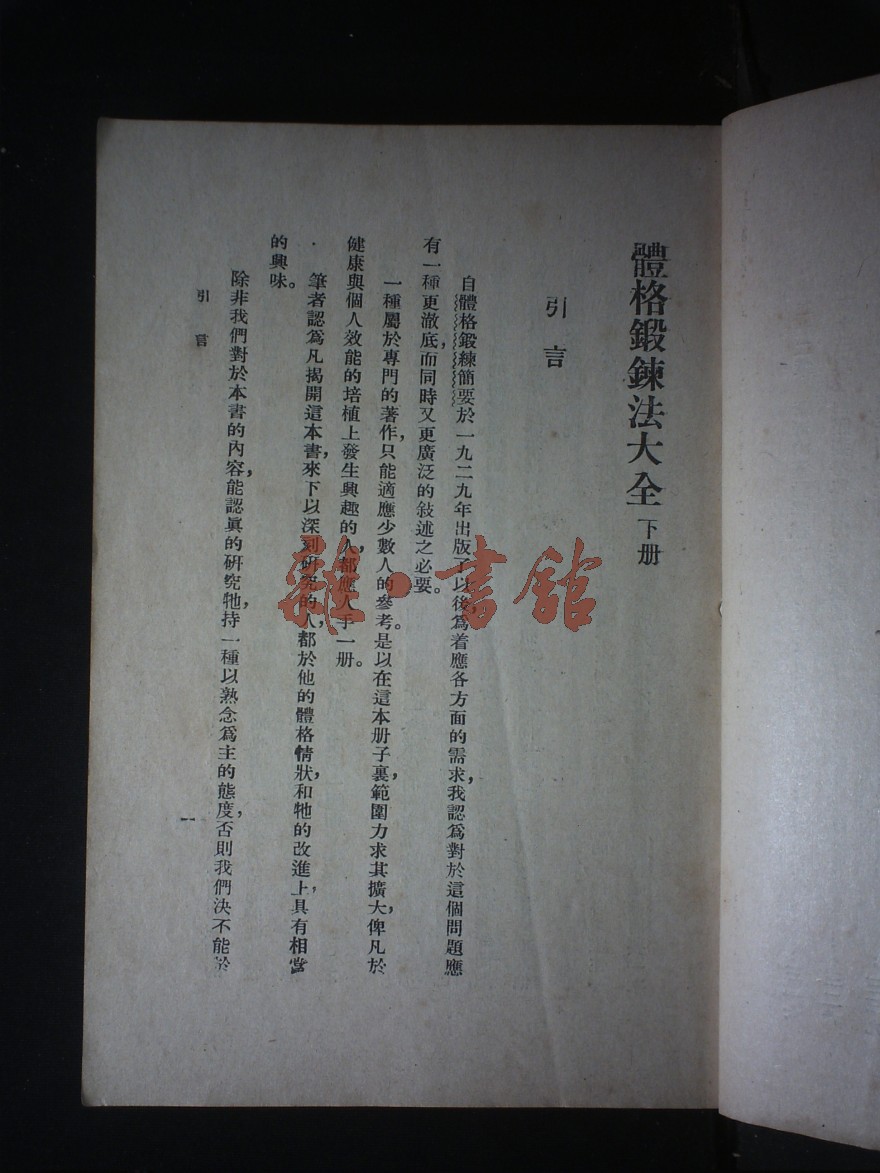 體格鍛鍊法大全 下册
引言
自體格鍛練簡要於一九二九年出版了以後爲着應各方面的需求，我認爲對於這個問題應
有一種更澈底，而同時又更廣泛的敍述之必要。
一種屬於專門的著作，只能適應少數人的參考。是以在這本册子裏，範圍力求其擴大，俾凡於
健康與個人效能的培植上發生興趣的人，都應人手一册。
筆者認爲凡揭開這本書，來下以深刻研究的人，都於他的體格情狀，和牠的改進上，具有相當
的興味。
除非我們對於本書的內容，能認眞的研究牠，持一種以熟念爲主的態度，否則我們決不能於
引言
一
雜·書館